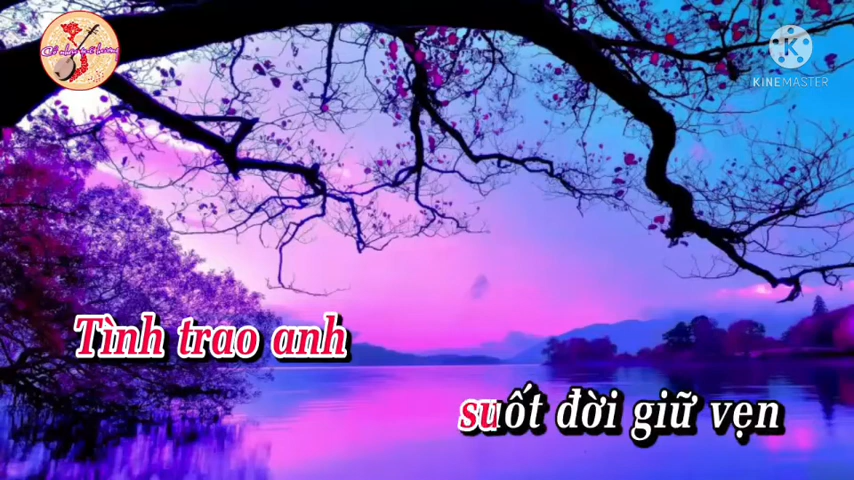 KINEMASTER
Tình trao anh
suốt đời giữ vẹn